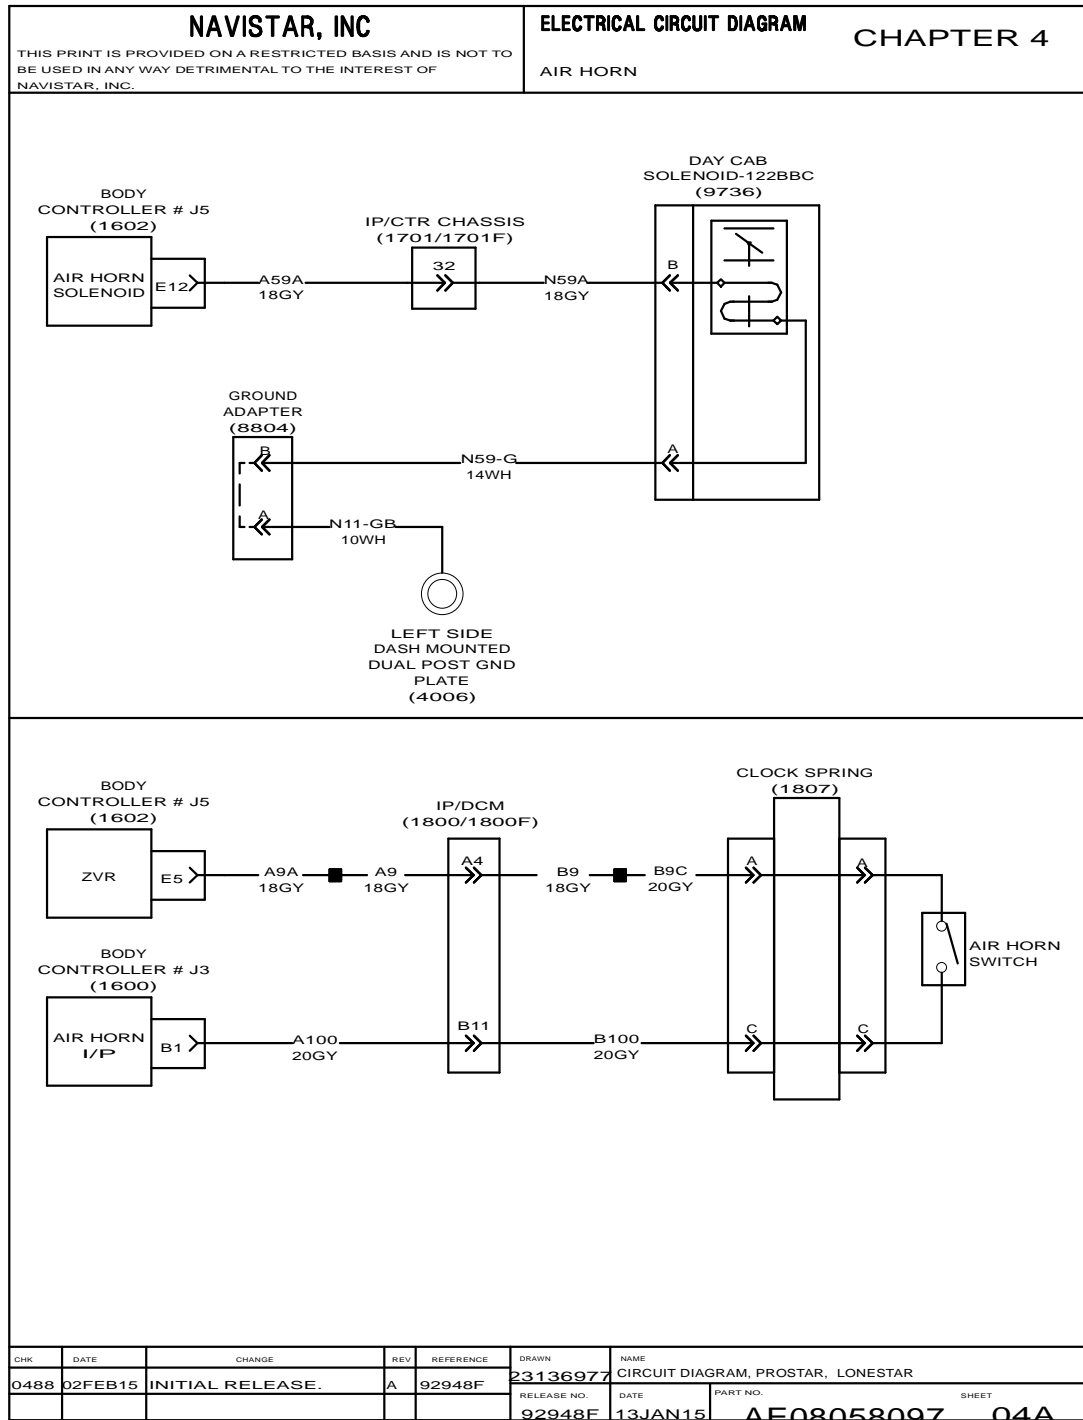 NAVISTAR, INC
THIS PRINT IS PROVIDED ON A RESTRICTED BASIS AND IS NOT TO
BE USED IN ANY WAY DETRIMENTAL TO THE INTEREST OF
NAVISTAR, INC.
ELECTRICAL CIRCUIT DIAGRAM
CHAPTER 4
AIR HORN
DAY CAB
SOLENOID-122BBC
(9736)
BODY
CONTROLLER # J5
(1602)
IP/CTR CHASSIS
(1701/1701F)
AIR HORN
SOLENOID
E12
A59A
18GY
32
N59A
18GY
B
GROUND
ADAPTER
(8804)
B
N59-G
14WH
A
A
N11-GB
10WH
LEFT SIDE
DASH MOUNTED
DUAL POST GND
PLATE
(4006)
BODY
CONTROLLER # J5
(1602)
IP/DCM
(1800/1800F)
CLOCK SPRING
(1807)
ZVR
E5
A9A
18GY
A9
18GY
A4
B9
18GY
B9C
20GY
A
A
AIR HORN
SWITCH
BODY
CONTROLLER # J3
(1600)
AIR HORN
I/P
B1
A100
20GY
B11
B100
20GY
C
C
CHK DATE CHANGE REV REFERENCE
0488 02FEB15 INITIAL RELEASE. A 92948F
DRAWN
23136977
NAME
CIRCUIT DIAGRAM, PROSTAR, LONESTAR
RELEASE NO.
92948F
DATE
13JAN15
PART NO.
AE08058097
SHEET
04A